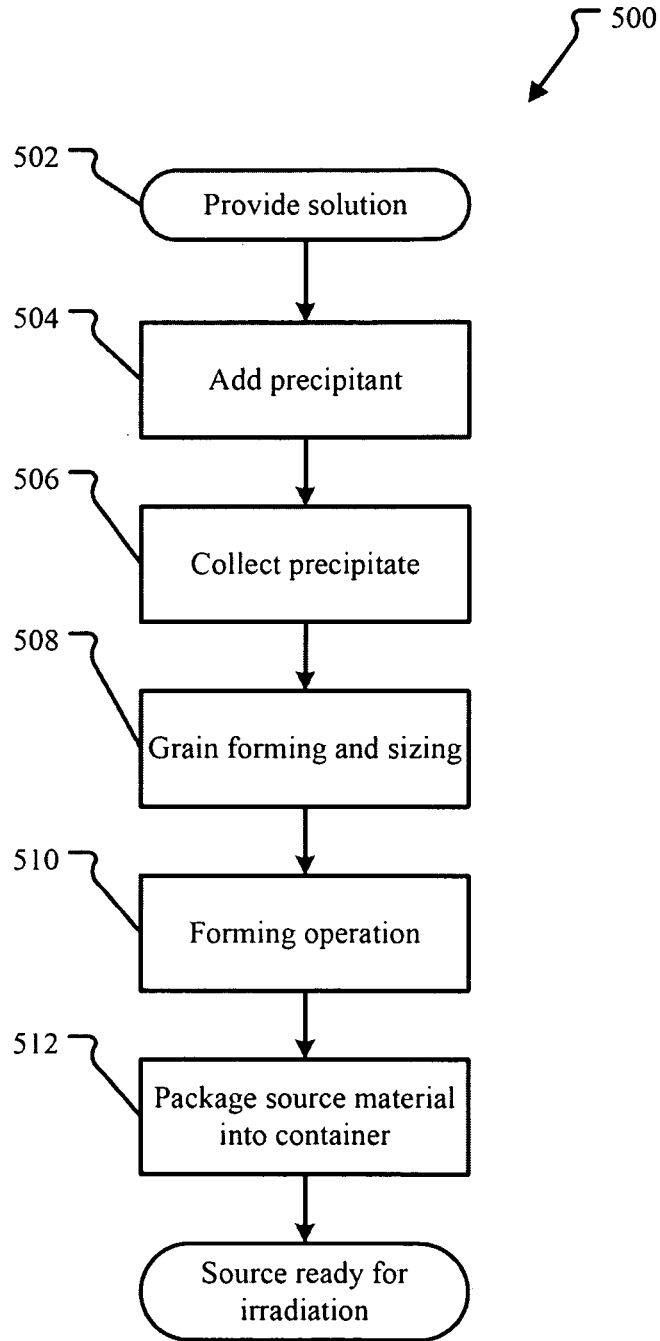 500
502
Provide solution
504
Add precipitant
506
Collect precipitate
508
Grain forming and sizing
510
Forming operation
512
Package source material
into container
Source ready for
irradiation